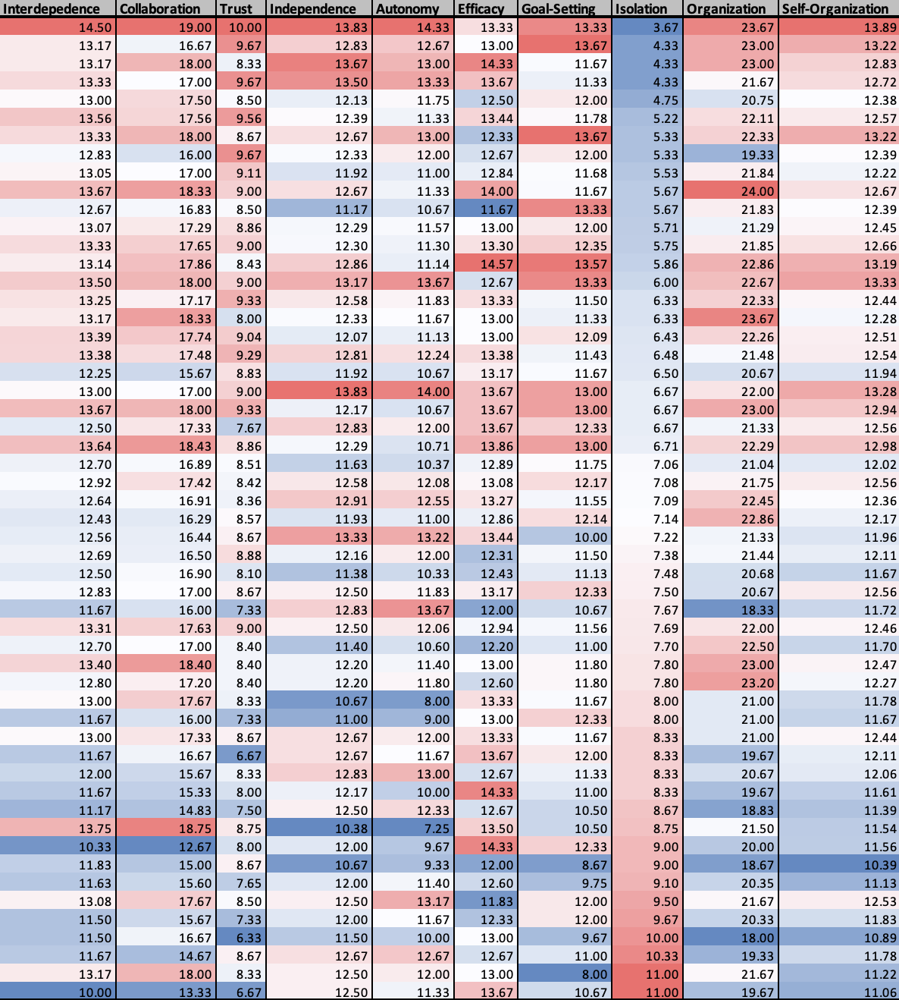 Interdepedence Collaboration Trust Independence Autonomy Efficacy Goal-Setting Isolation Organization Self-Organization
14.50 19.00 10.00 13.83 14.33 13.33 13.33 3.67 23.67 13.89
13.17 16.67 9.67 12.83 12.67 13.00 13.67 4.33 23.00 13.22
13.17 18.00 8.33 13.67 13.00 14.33 11.67 4.33 23.00 12.83
13.33 17.00 9.67 13.50 13.33 13.67 11.33 4.33 21.67 12.72
13.00 17.50 8.50 12.13 11.75 12.50 12.00 4.75 20.75 12.38
13.56 17.56 9.56 12.39 11.33 13.44 11.78 5.22 22.11 12.57
13.33 18.00 8.67 12.67 13.00 12.33 13.67 5.33 22.33 13.22
12.83 16.00 9.67 12.33 12.00 12.67 12.00 5.33 19.33 12.39
13.05 17.00 9.11 11.92 11.00 12.84 11.68 5.53 21.84 12.22
13.67 18.33 9.00 12.67 11.33 14.00 11.67 5.67 24.00 12.67
12.67 16.83 8.50 11.17 10.67 11.67 13.33 5.67 21.83 12.39
13.07 17.29 8.86 12.29 11.57 13.00 12.00 5.71 21.29 12.45
13.33 17.65 9.00 12.30 11.30 13.30 12.35 5.75 21.85 12.66
13.14 17.86 8.43 12.86 11.14 14.57 13.57 5.86 22.86 13.19
13.50 18.00 9.00 13.17 13.67 12.67 13.33 6.00 22.67 13.33
13.25 17.17 9.33 12.58 11.83 13.33 11.50 6.33 22.33 12.44
13.17 18.33 8.00 12.33 11.67 13.00 11.33 6.33 23.67 12.28
13.39 17.74 9.04 12.07 11.13 13.00 12.09 6.43 22.26 12.51
13.38 17.48 9.29 12.81 12.24 13.38 11.43 6.48 21.48 12.54
12.25 15.67 8.83 11.92 10.67 13.17 11.67 6.50 20.67 11.94
13.00 17.00 9.00 13.83 14.00 13.67 13.00 6.67 22.00 13.28
13.67 18.00 9.33 12.17 10.67 13.67 13.00 6.67 23.00 12.94
12.50 17.33 7.67 12.83 12.00 13.67 12.33 6.67 21.33 12.56
13.64 18.43 8.86 12.29 10.71 13.86 13.00 6.71 22.29 12.98
12.70 16.89 8.51 11.63 10.37 12.89 11.75 7.06 21.04 12.02
12.92 17.42 8.42 12.58 12.08 13.08 12.17 7.08 21.75 12.56
12.64 16.91 8.36 12.91 12.55 13.27 11.55 7.09 22.45 12.36
12.43 16.29 8.57 11.93 11.00 12.86 12.14 7.14 22.86 12.17
12.56 16.44 8.67 13.33 13.22 13.44 10.00 7.22 21.33 11.96
12.69 16.50 8.88 12.16 12.00 12.31 11.50 7.38 21.44 12.11
12.50 16.90 8.10 11.38 10.33 12.43 11.13 7.48 20.68 11.67
12.83 17.00 8.67 12.50 11.83 13.17 12.33 7.50 20.67 12.56
11.67 16.00 7.33 12.83 13.67 12.00 10.67 7.67 18.33 11.72
13.31 17.63 9.00 12.50 12.06 12.94 11.56 7.69 22.00 12.46
12.70 17.00 8.40 11.40 10.60 12.20 11.00 7.70 22.50 11.70
13.40 18.40 8.40 12.20 11.40 13.00 11.80 7.80 23.00 12.47
12.80 17.20 8.40 12.20 11.80 12.60 11.80 7.80 23.20 12.27
13.00 17.67 8.33 10.67 8.00 13.33 11.67 8.00 21.00 11.78
11.67 16.00 7.33 11.00 9.00 13.00 12.33 8.00 21.00 11.67
13.00 17.33 8.67 12.67 12.00 13.33 11.67 8.33 21.00 12.44
11.67 16.67 6.67 12.67 11.67 13.67 12.00 8.33 19.67 12.11
12.00 15.67 8.33 12.83 13.00 12.67 11.33 8.33 20.67 12.06
11.67 15.33 8.00 12.17 10.00 14.33 11.00 8.33 19.67 11.61
11.17 14.83 7.50 12.50 12.33 12.67 10.50 8.67 18.83 11.39
13.75 18.75 8.75 10.38 7.25 13.50 10.50 8.75 21.50 11.54
10.33 12.67 8.00 12.00 9.67 14.33 12.33 9.00 20.00 11.56
11.83 15.00 8.67 10.67 9.33 12.00 8.67 9.00 18.67 10.39
11.63 15.60 7.65 12.00 11.40 12.60 9.75 9.10 20.35 11.13
13.08 17.67 8.50 12.50 13.17 11.83 12.00 9.50 21.67 12.53
11.50 15.67 7.33 12.00 11.67 12.33 12.00 9.67 20.33 11.83
11.50 16.67 6.33 11.50 10.00 13.00 9.67 10.00 18.00 10.89
11.67 14.67 8.67 12.67 12.67 12.67 11.00 10.33 19.33 11.78
13.17 18.00 8.33 12.50 12.00 13.00 8.00 11.00 21.67 11.22
10.00 13.33 6.67 12.50 11.33 13.67 10.67 11.00 19.67 11.06